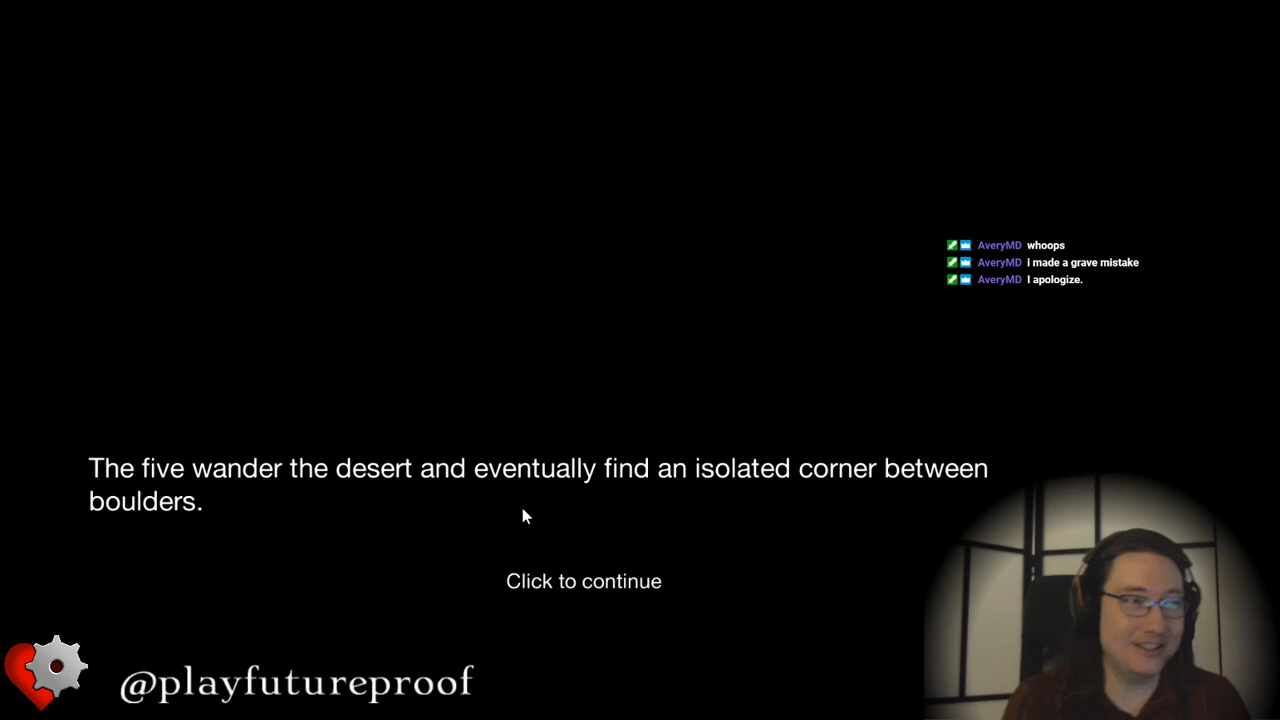 AveryMD whoops
AveryMD i made a grave mistake
AveryMD I apologize.
The five wander the desert and eventually find an isolated corner between
boulders.
Click to continue
@playfutureproof